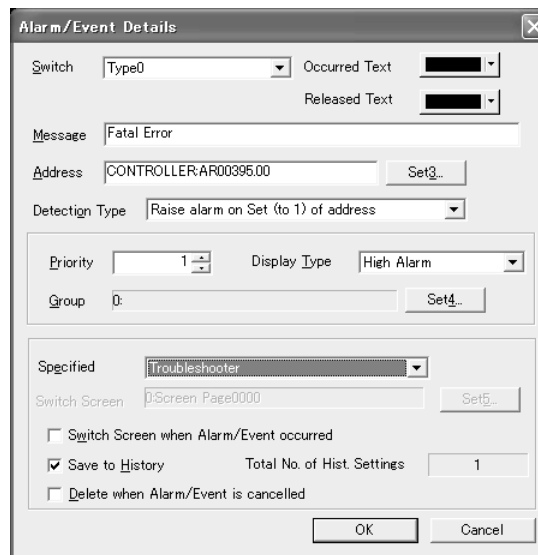 Alarm/Event Details
Switch Type0 Occurred Text
Released Text
Message Fatal Error
Address CONTROLLER:AR00395.00 Set3...
Detection Type Raise alarm on Set (to 1) of address
Priority 1 Display Type High Alarm
Group 0: Set4...
Specified Troubleshooter
Switch Screen 0:Screen Page0000 Set5...
Switch Screen when Alarm/Event occurred
Save to History Total No. of Hist. Settings 1
Delete when Alarm/Event is cancelled
OK Cancel